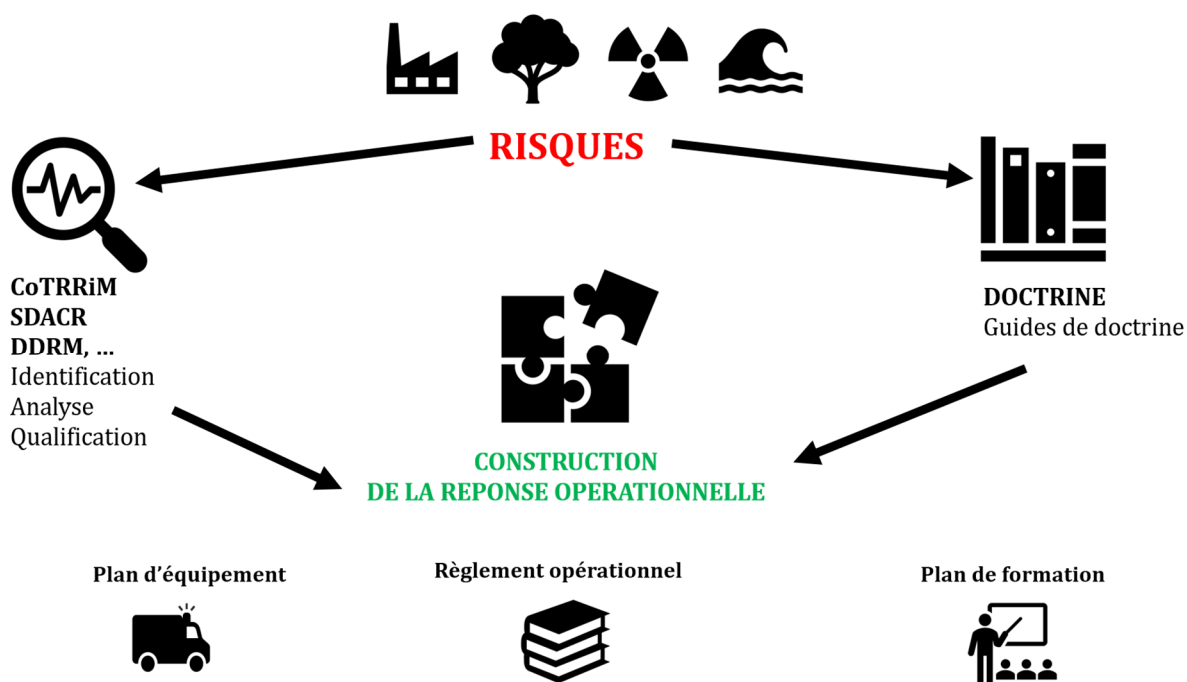 RISQUES
CoTRRiM
SDACR
DDRM, ...
Identification
Analyse
Qualification
DOCTRINE
Guides de doctrine
CONSTRUCTION
DE LA REPONSE OPERATIONNELLE
Plan d’équipement
Règlement opérationnel
Plan de formation